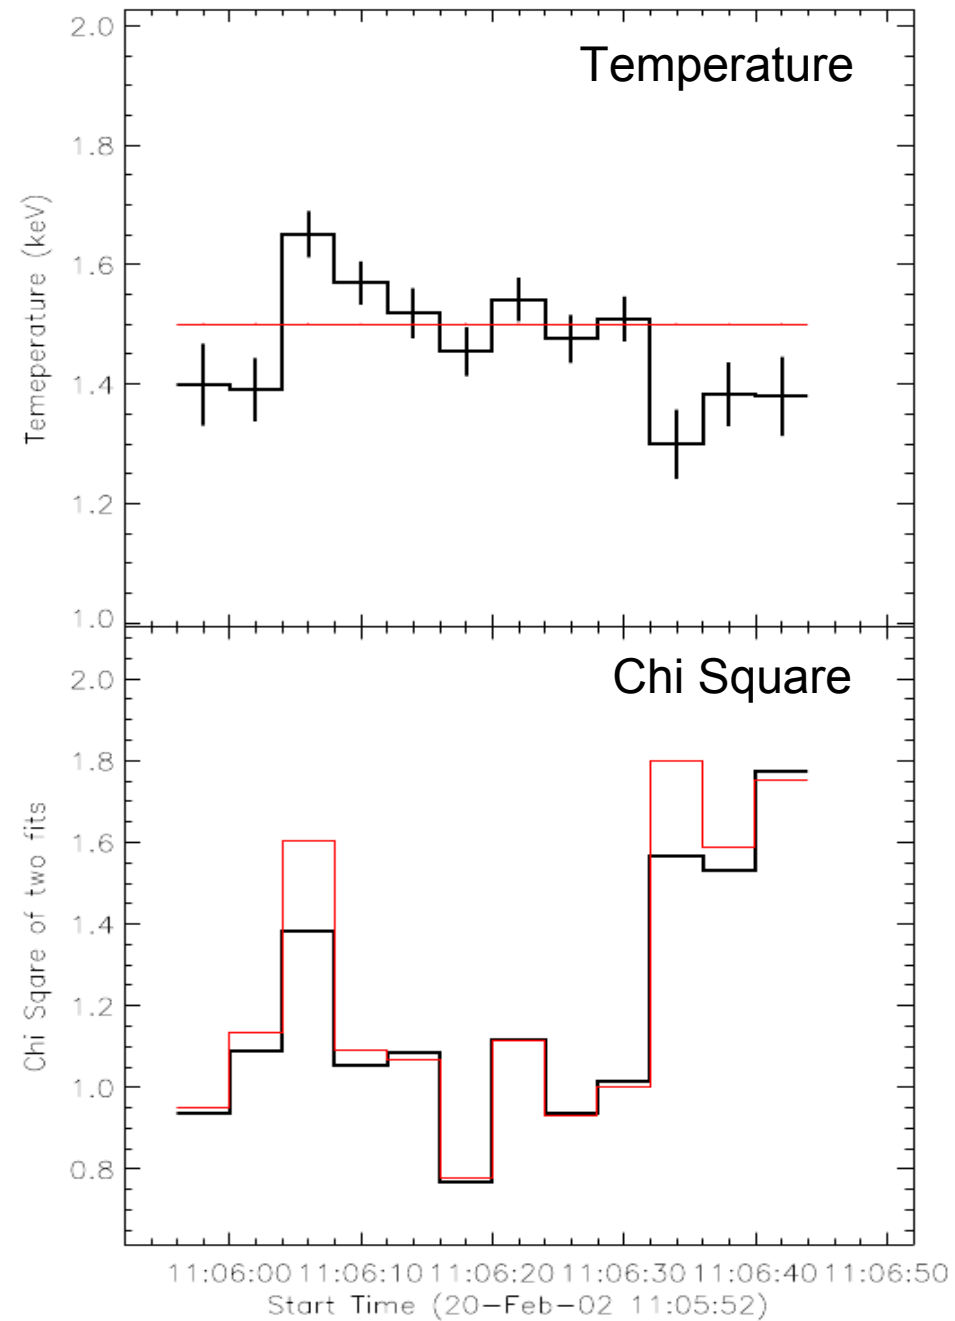 Temperature
Temeperature (keV)
2.0
1.8
1.6
1.4
1.2
1.0
Chi Square
Chi Sqare of two fits
2.0
1.8
1.6
1.4
1.2
1.0
0.8
11:06:00 11:06:10 11:06:20 11:06:30 11:06:40 11:06:50
Start Time (20-Feb-02 11:05:52)